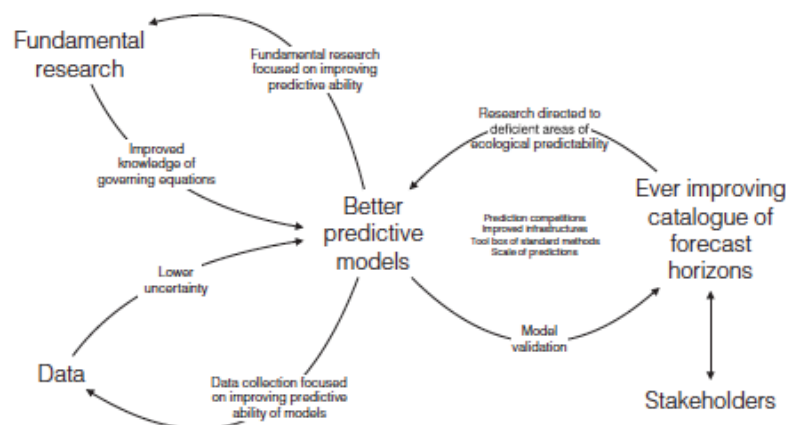 Fundamental
research
Fundamental research
focused on improving
predictive ability
Improved
knowledge of
governing equations
Research directed to
deficient areas of
ecological predictability
Better
predictive
models
Prediction competitions
Improved infrastructures
Tool box of standard methods
Scale of predictions
Ever improving
catalogue of
forecast
horizons
Lower
uncertainty
Model
validation
Data
Data collection focused
on improving predictive
ability of models
Stakeholders